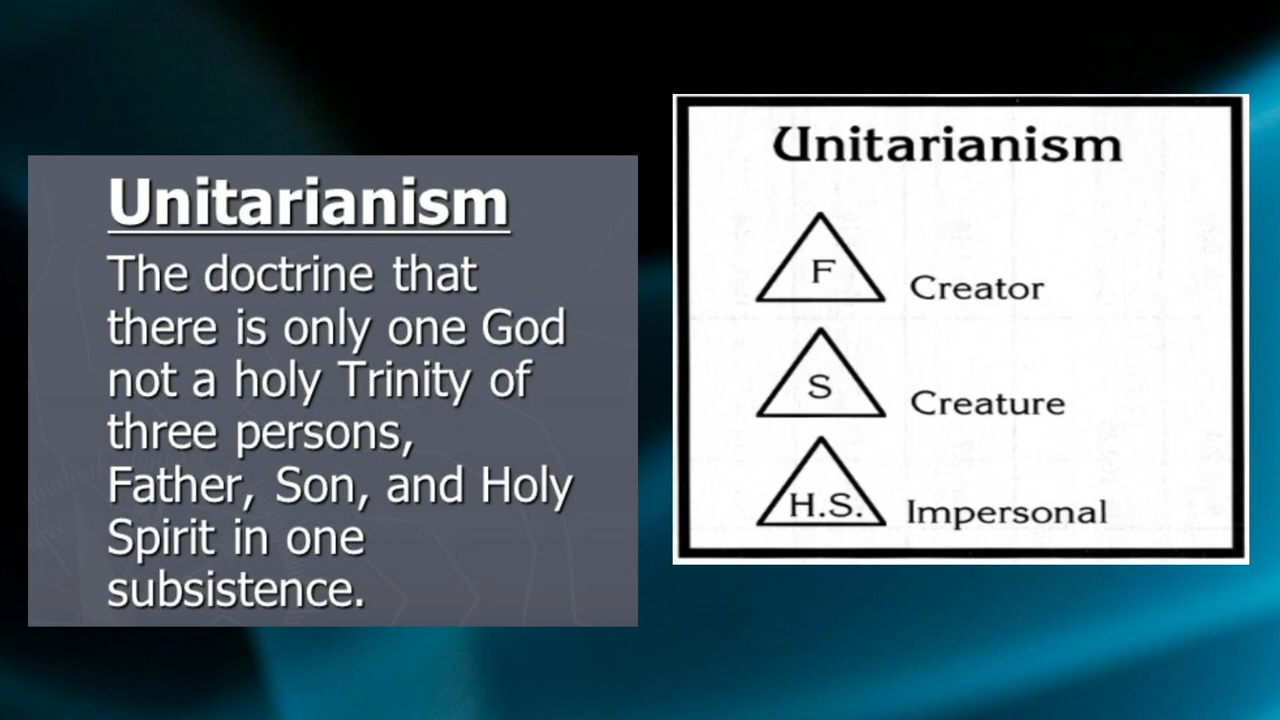 Unitarianism
The doctrine that
there is only one God
not a holy Trinity of
three persons,
Father, Son, and Holy
Spirit in one
subsistence.
Unitarianism
F Creator
S Creature
H.S. Impersonal